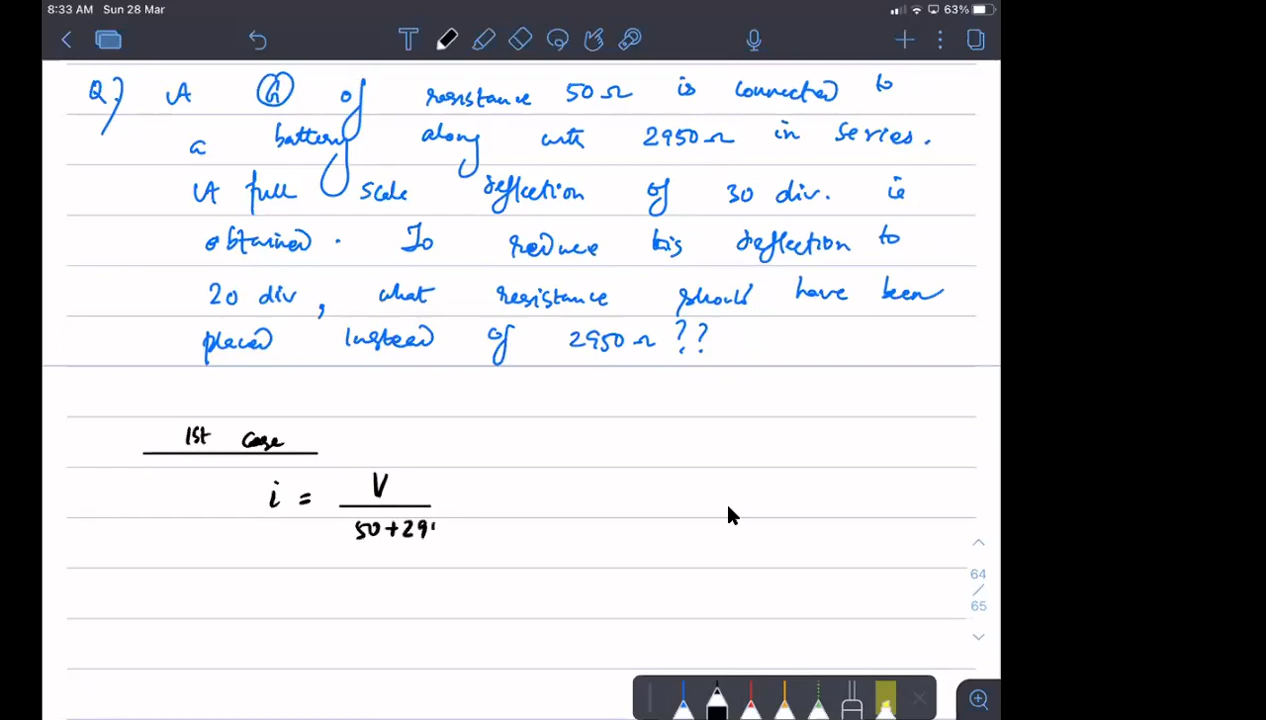 8:33 AM Sun 28 Mar
63%
T
Q? A G of resistance 50 Ω is connected to
a battery along with 2950 Ω in series.
A full scale deflection of 30 div. is
obtained. To reduce this deflection to
20 div, what resistance should have been
placed instead of 2950 Ω ??
1st case
i = V
50+29
64
/
65